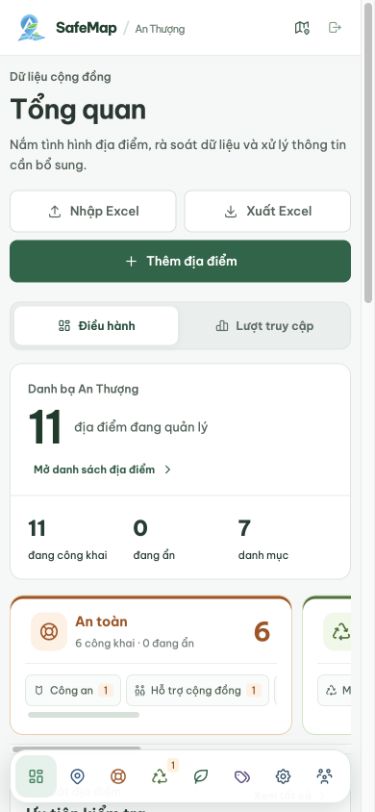 SafeMap / An Thượng
Dữ liệu cộng đồng
Tổng quan
Nắm tình hình địa điểm, rà soát dữ liệu và xử lý thông tin
cần bổ sung.
Nhập Excel
Xuất Excel
Thêm địa điểm
Điều hành
Lượt truy cập
Danh bạ An Thượng
11 địa điểm đang quản lý
Mở danh sách địa điểm
11
0
7
đang công khai
đang ẩn
danh mục
An toàn
6 công khai · 0 đang ẩn
6
Công an 1
Hỗ trợ cộng đồng 1
M
1